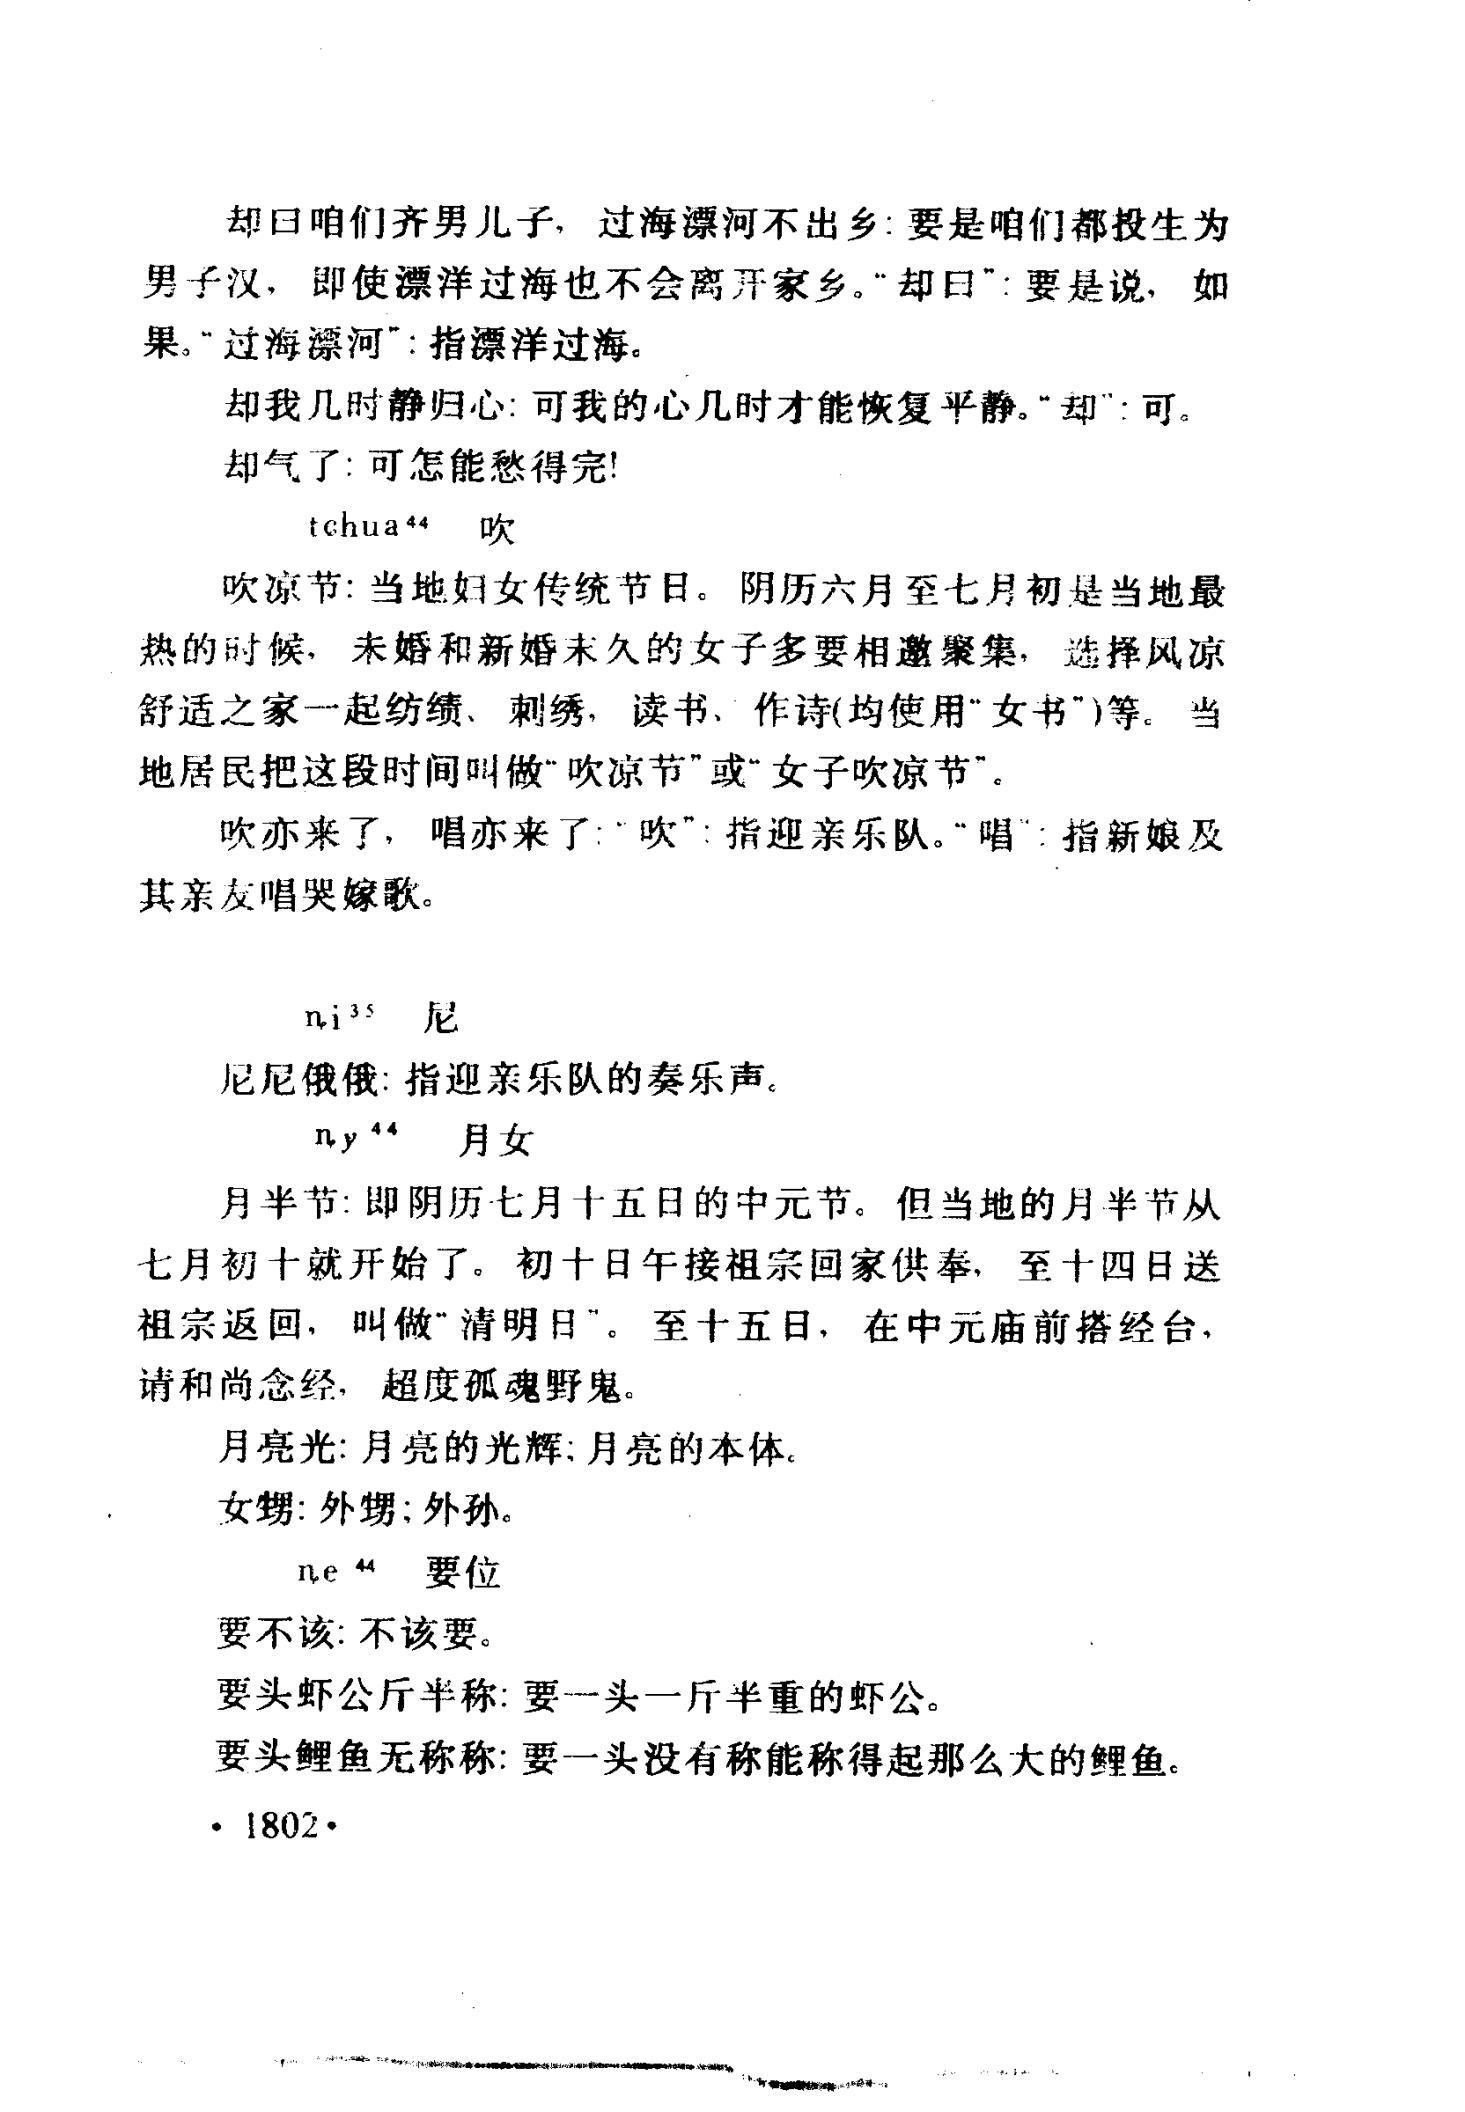 却曰咱们齐男儿子，过海漂河不出乡：要是咱们都投生为
男子汉，即使漂洋过海也不会离开家乡。“却曰”：要是说，如
果。“过海漂河”：指漂洋过海。
却我几时静归心：可我的心几时才能恢复平静。“却”：可。
却气了：可怎能愁得完！
tɕhua⁴⁴ 吹
吹凉节：当地妇女传统节日。阴历六月至七月初是当地最
热的时候，未婚和新婚末久的女子多要相邀聚集，选择风凉
舒适之家一起纺绩、刺绣，读书、作诗(均使用“女书”)等。当
地居民把这段时间叫做“吹凉节”或“女子吹凉节”。
吹亦来了，唱亦来了：“吹”：指迎亲乐队。“唱”：指新娘及
其亲友唱哭嫁歌。
ȵi³⁵ 尼
尼尼俄俄：指迎亲乐队的奏乐声。
ȵy⁴⁴ 月女
月半节：即阴历七月十五日的中元节。但当地的月半节从
七月初十就开始了。初十日午接祖宗回家供奉，至十四日送
祖宗返回，叫做“清明日”。至十五日，在中元庙前搭经台，
请和尚念经，超度孤魂野鬼。
月亮光：月亮的光辉；月亮的本体。
女甥：外甥；外孙。
ȵe⁴⁴ 要位
要不该：不该要。
要头虾公斤半称：要一头一斤半重的虾公。
要头鲤鱼无称称：要一头没有称能称得起那么大的鲤鱼。
·1802·